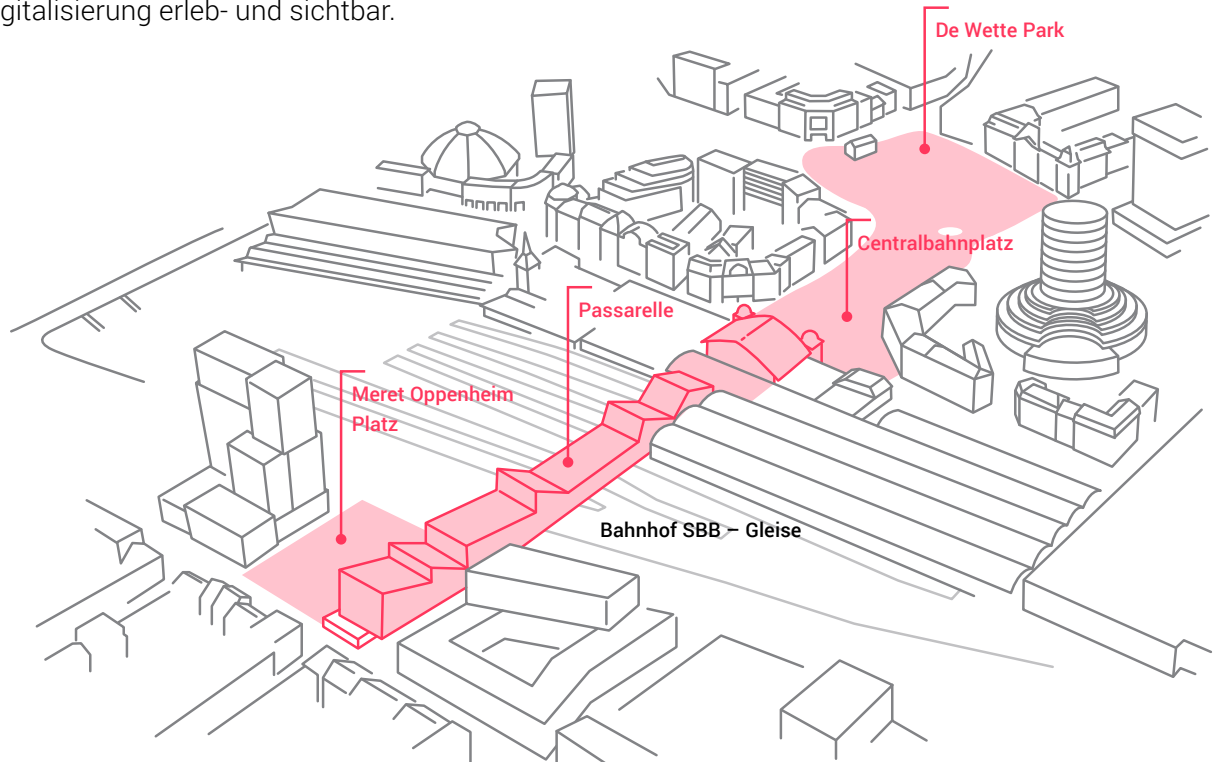 gitalisierung erleb- und sichtbar.
De Wette Park
Centralbahnplatz
Passarelle
Meret Oppenheim
Platz
Bahnhof SBB – Gleise